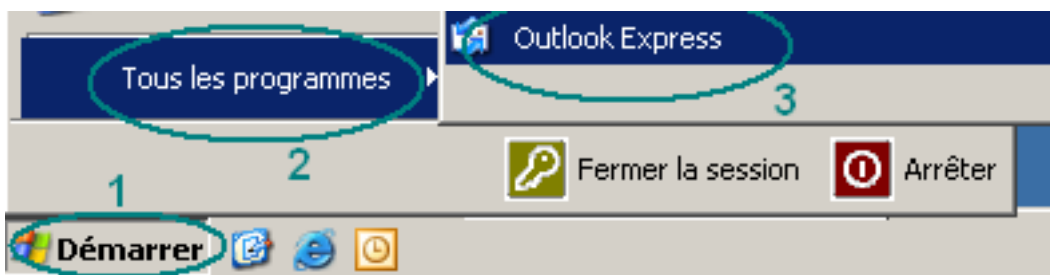 Outlook Express
Tous les programmes
3
2
Fermer la session Arrêter
1
Démarrer